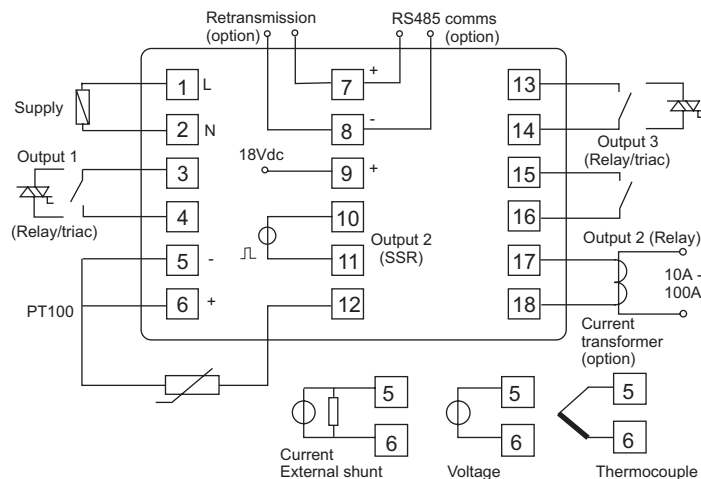 Retransmission
(option)
RS485 comms
(option)
1
L
Supply
2
N
Output 1
3
4
(Relay/triac)
5
-
6
+
PT100
7
+
8
-
18Vdc
9
+
10
11
Output 2
(SSR)
12
13
14
Output 3
(Relay/triac)
15
16
Output 2 (Relay)
17
18
10A -
100A
Current
transformer
(option)
5
6
Current
External shunt
5
6
Voltage
5
6
Thermocouple